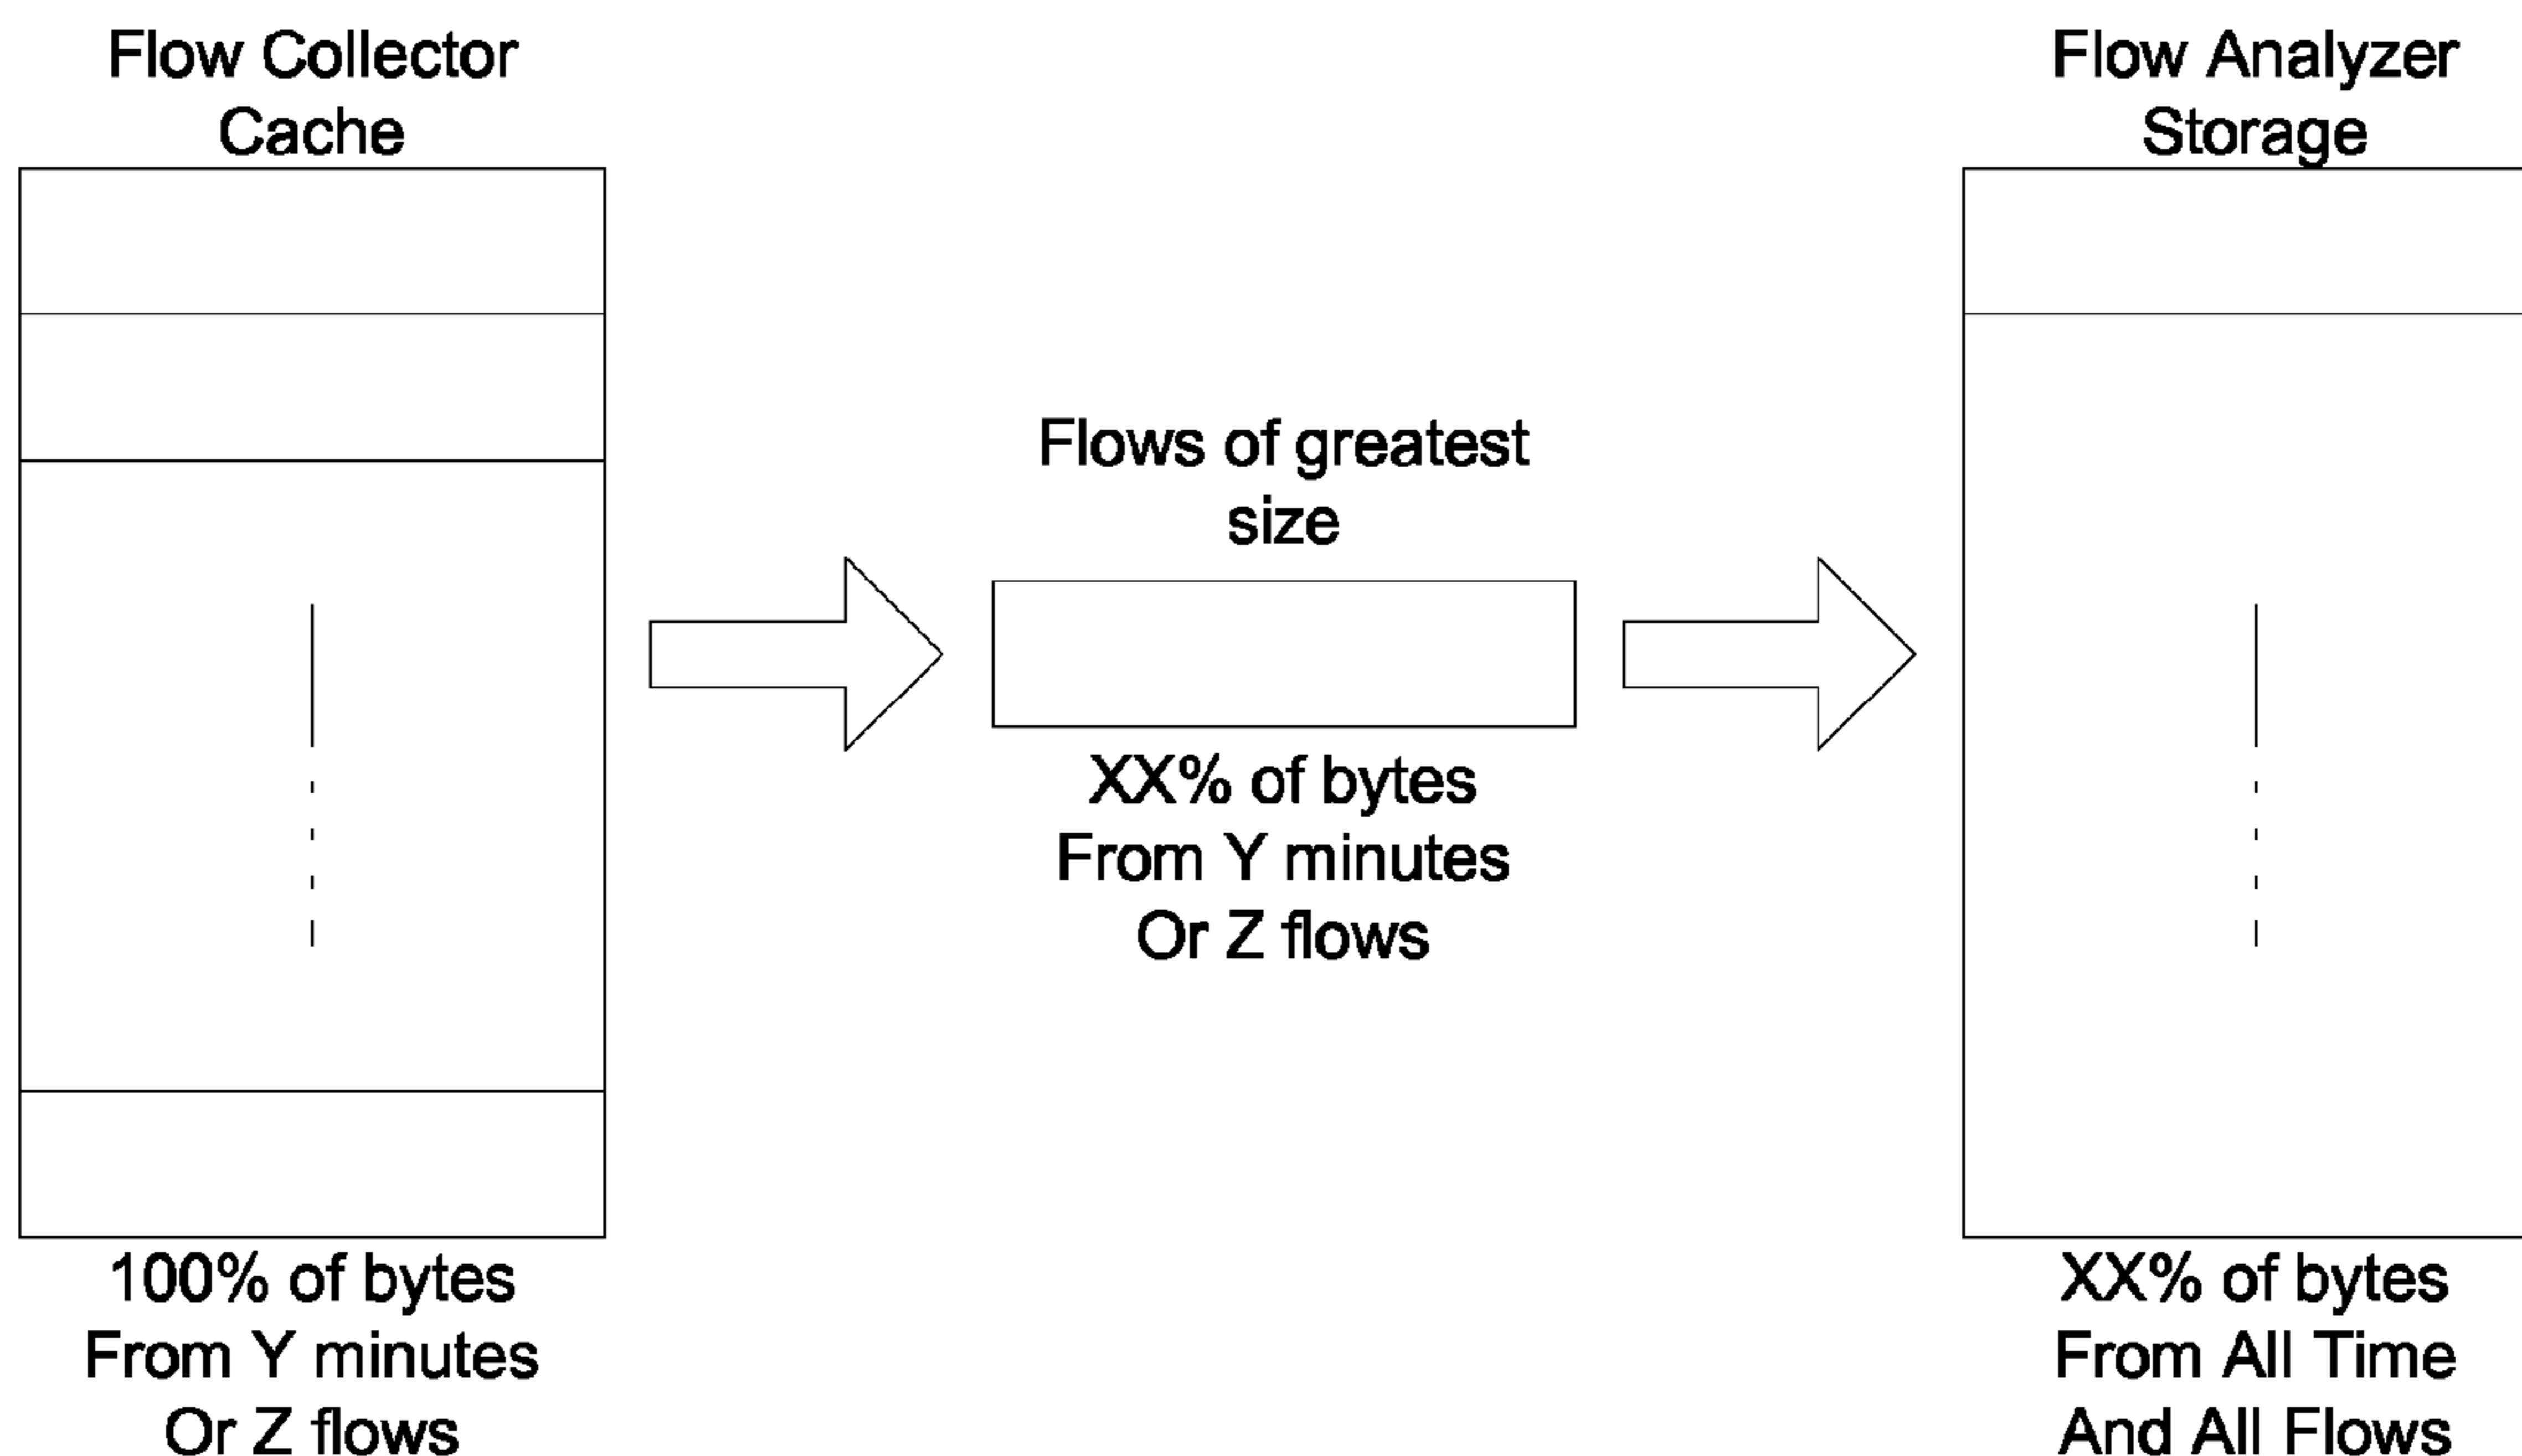 Flow Collector
Cache
100% of bytes
From Y minutes
Or Z flows
Flows of greatest
size
XX% of bytes
From Y minutes
Or Z flows
Flow Analyzer
Storage
XX% of bytes
From All Time
And All Flows